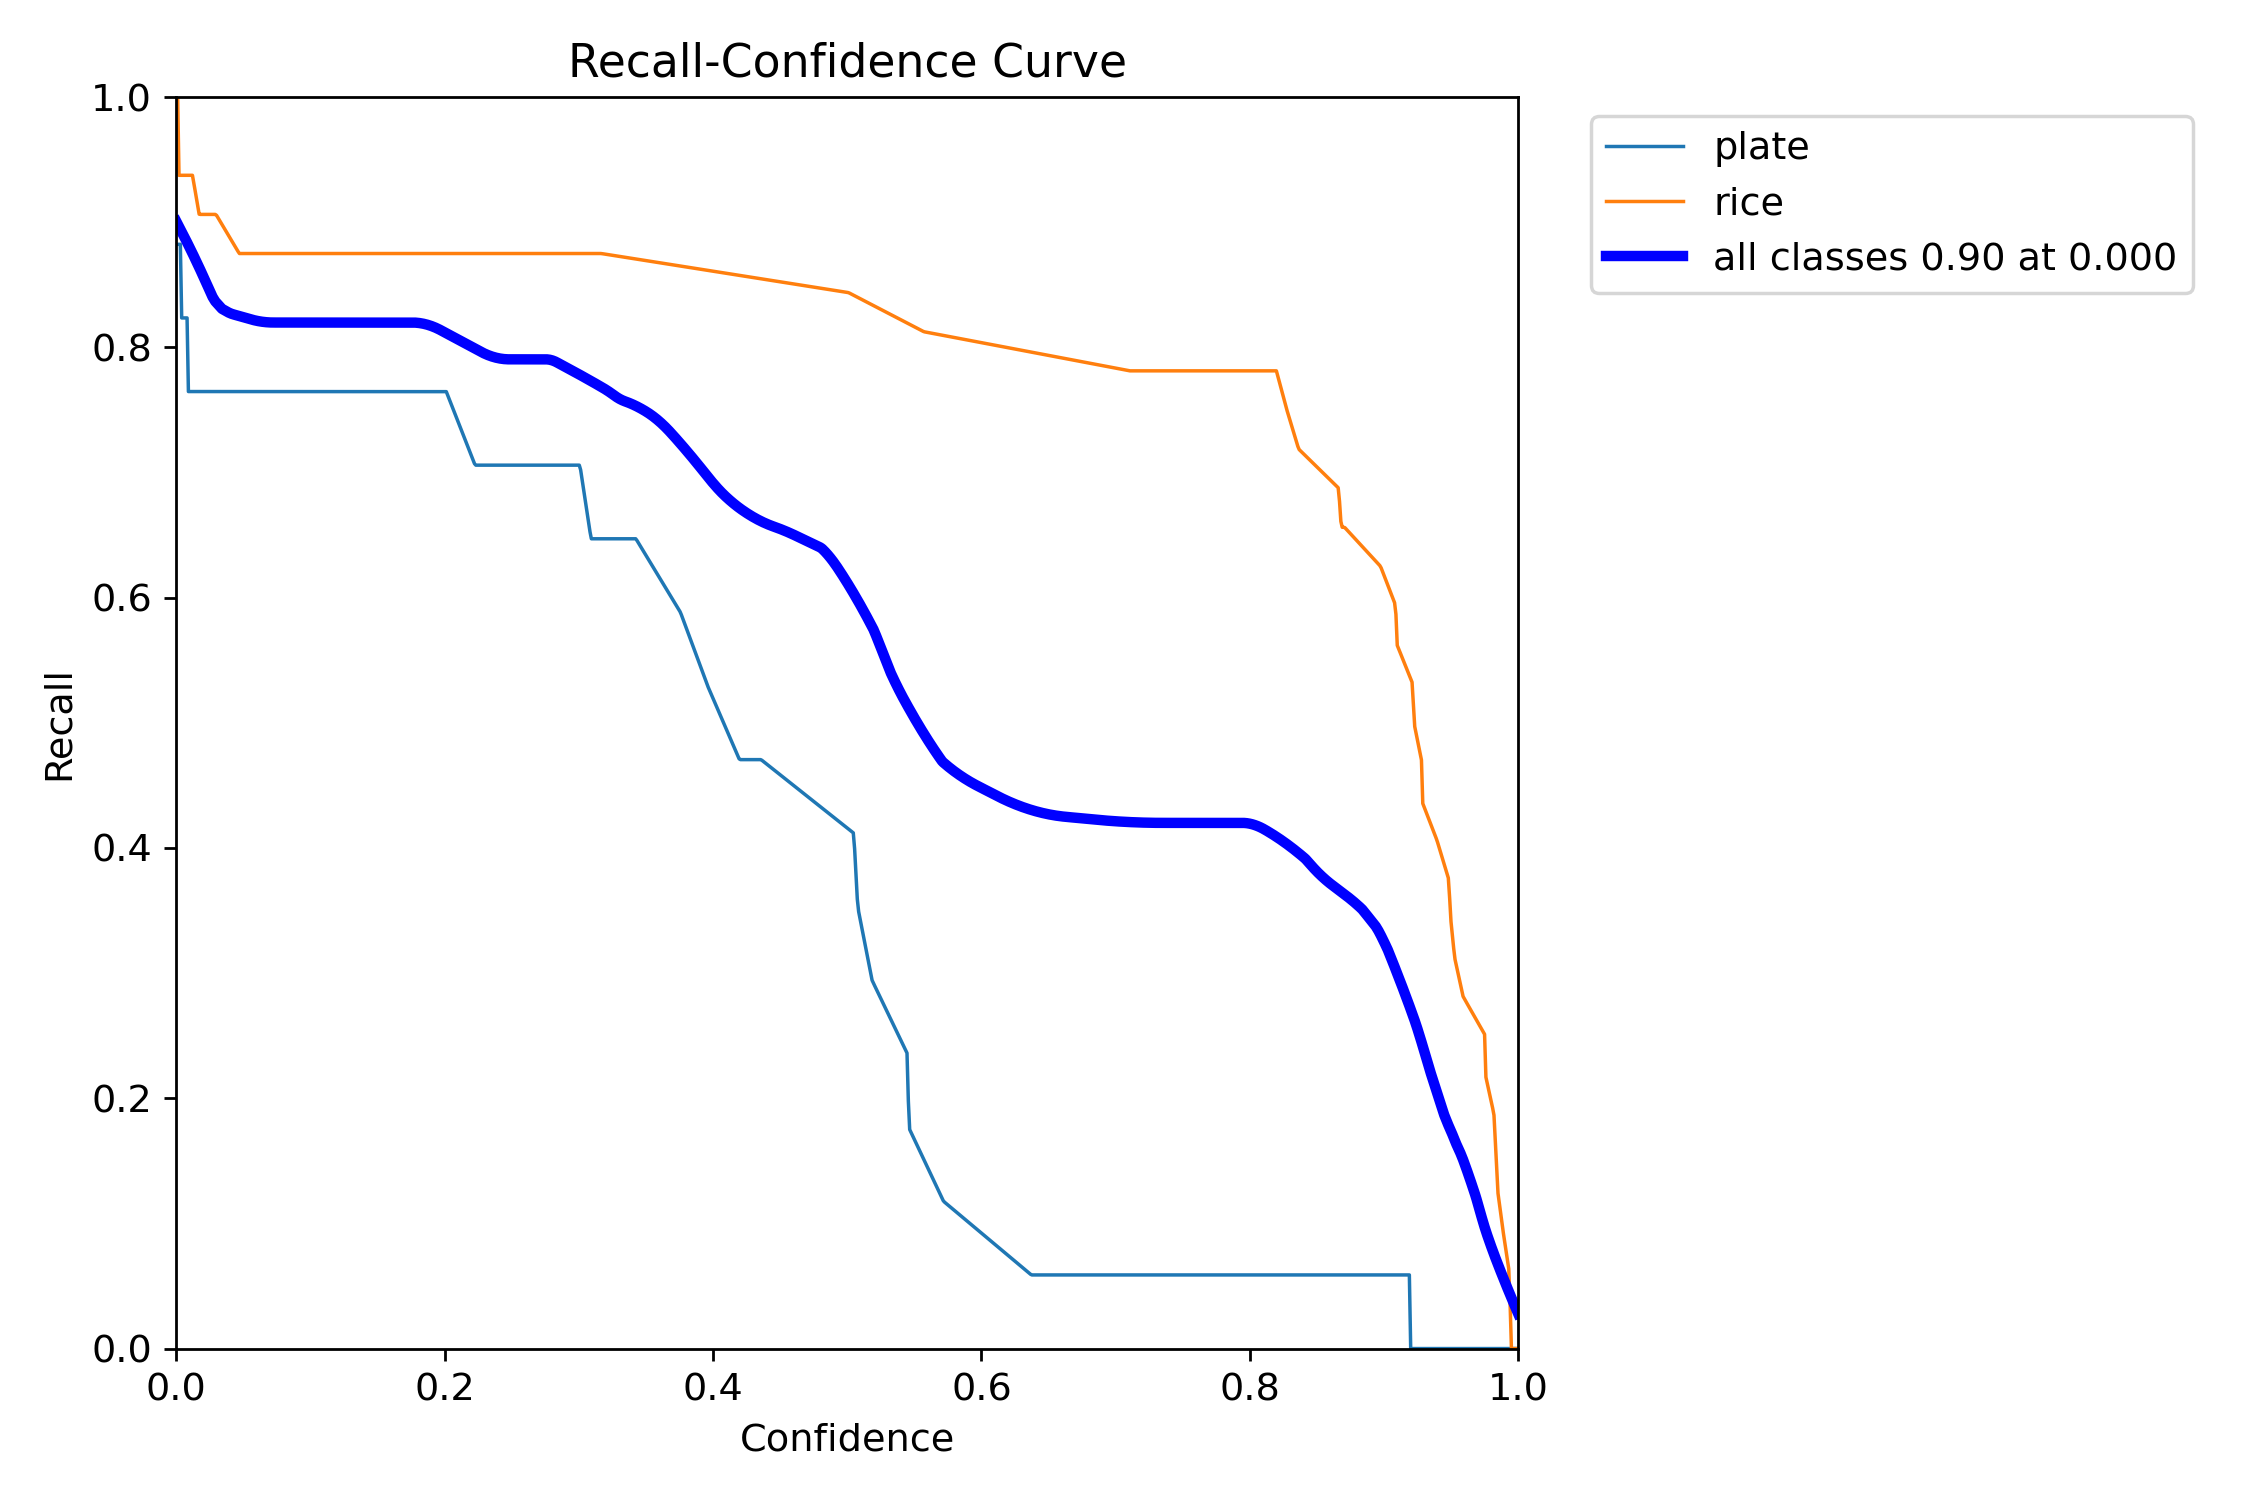 Recall-Confidence Curve
1.0
0.8
0.6
0.4
0.2
0.0
Recall
0.0 0.2 0.4 0.6 0.8 1.0
Confidence
plate
rice
all classes 0.90 at 0.000